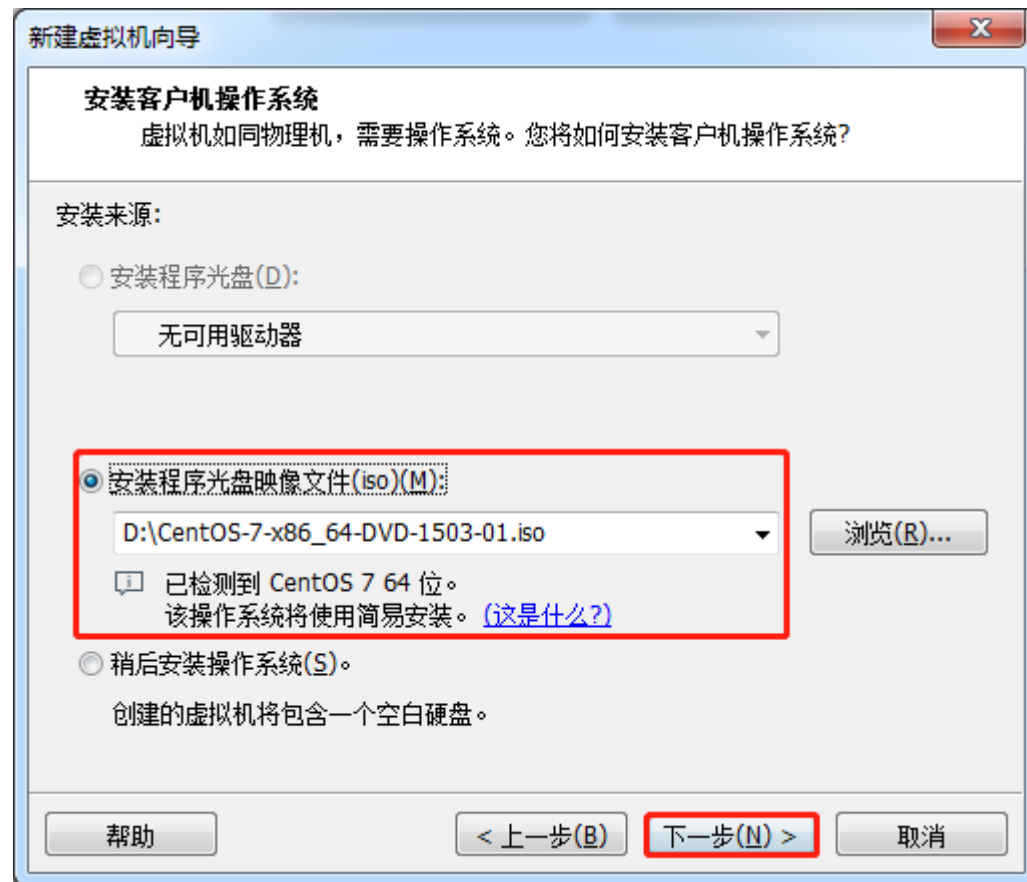 新建虚拟机向导
安装客户机操作系统
虚拟机如同物理机，需要操作系统。您将如何安装客户机操作系统?
安装来源:
安装程序光盘(D):
无可用驱动器
安装程序光盘映像文件(iso)(M):
D:\CentOS-7-x86_64-DVD-1503-01.iso
浏览(R)...
已检测到 CentOS 7 64 位。
该操作系统将使用简易安装。 (这是什么?)
稍后安装操作系统(S)。
创建的虚拟机将包含一个空白硬盘。
帮助
< 上一步(B)
下一步(N) >
取消